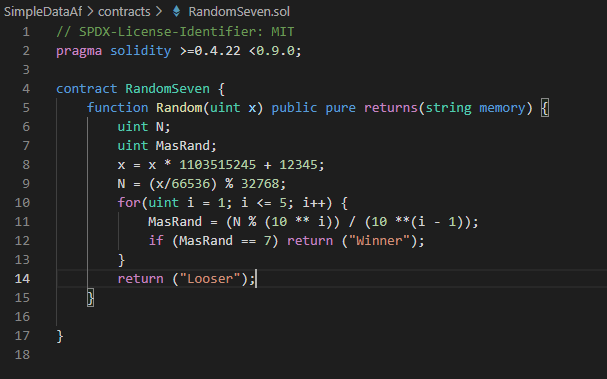 SimpleDataAf > contracts > RandomSeven.sol
1 // SPDX-License-Identifier: MIT
2 pragma solidity >=0.4.22 <0.9.0;
3
4 contract RandomSeven {
5     function Random(uint x) public pure returns(string memory) {
6         uint N;
7         uint MasRand;
8         x = x * 1103515245 + 12345;
9         N = (x/66536) % 32768;
10         for(uint i = 1; i <= 5; i++) {
11             MasRand = (N % (10 ** i)) / (10 **(i - 1));
12             if (MasRand == 7) return ("Winner");
13         }
14         return ("Looser");
15     }
16
17 }
18